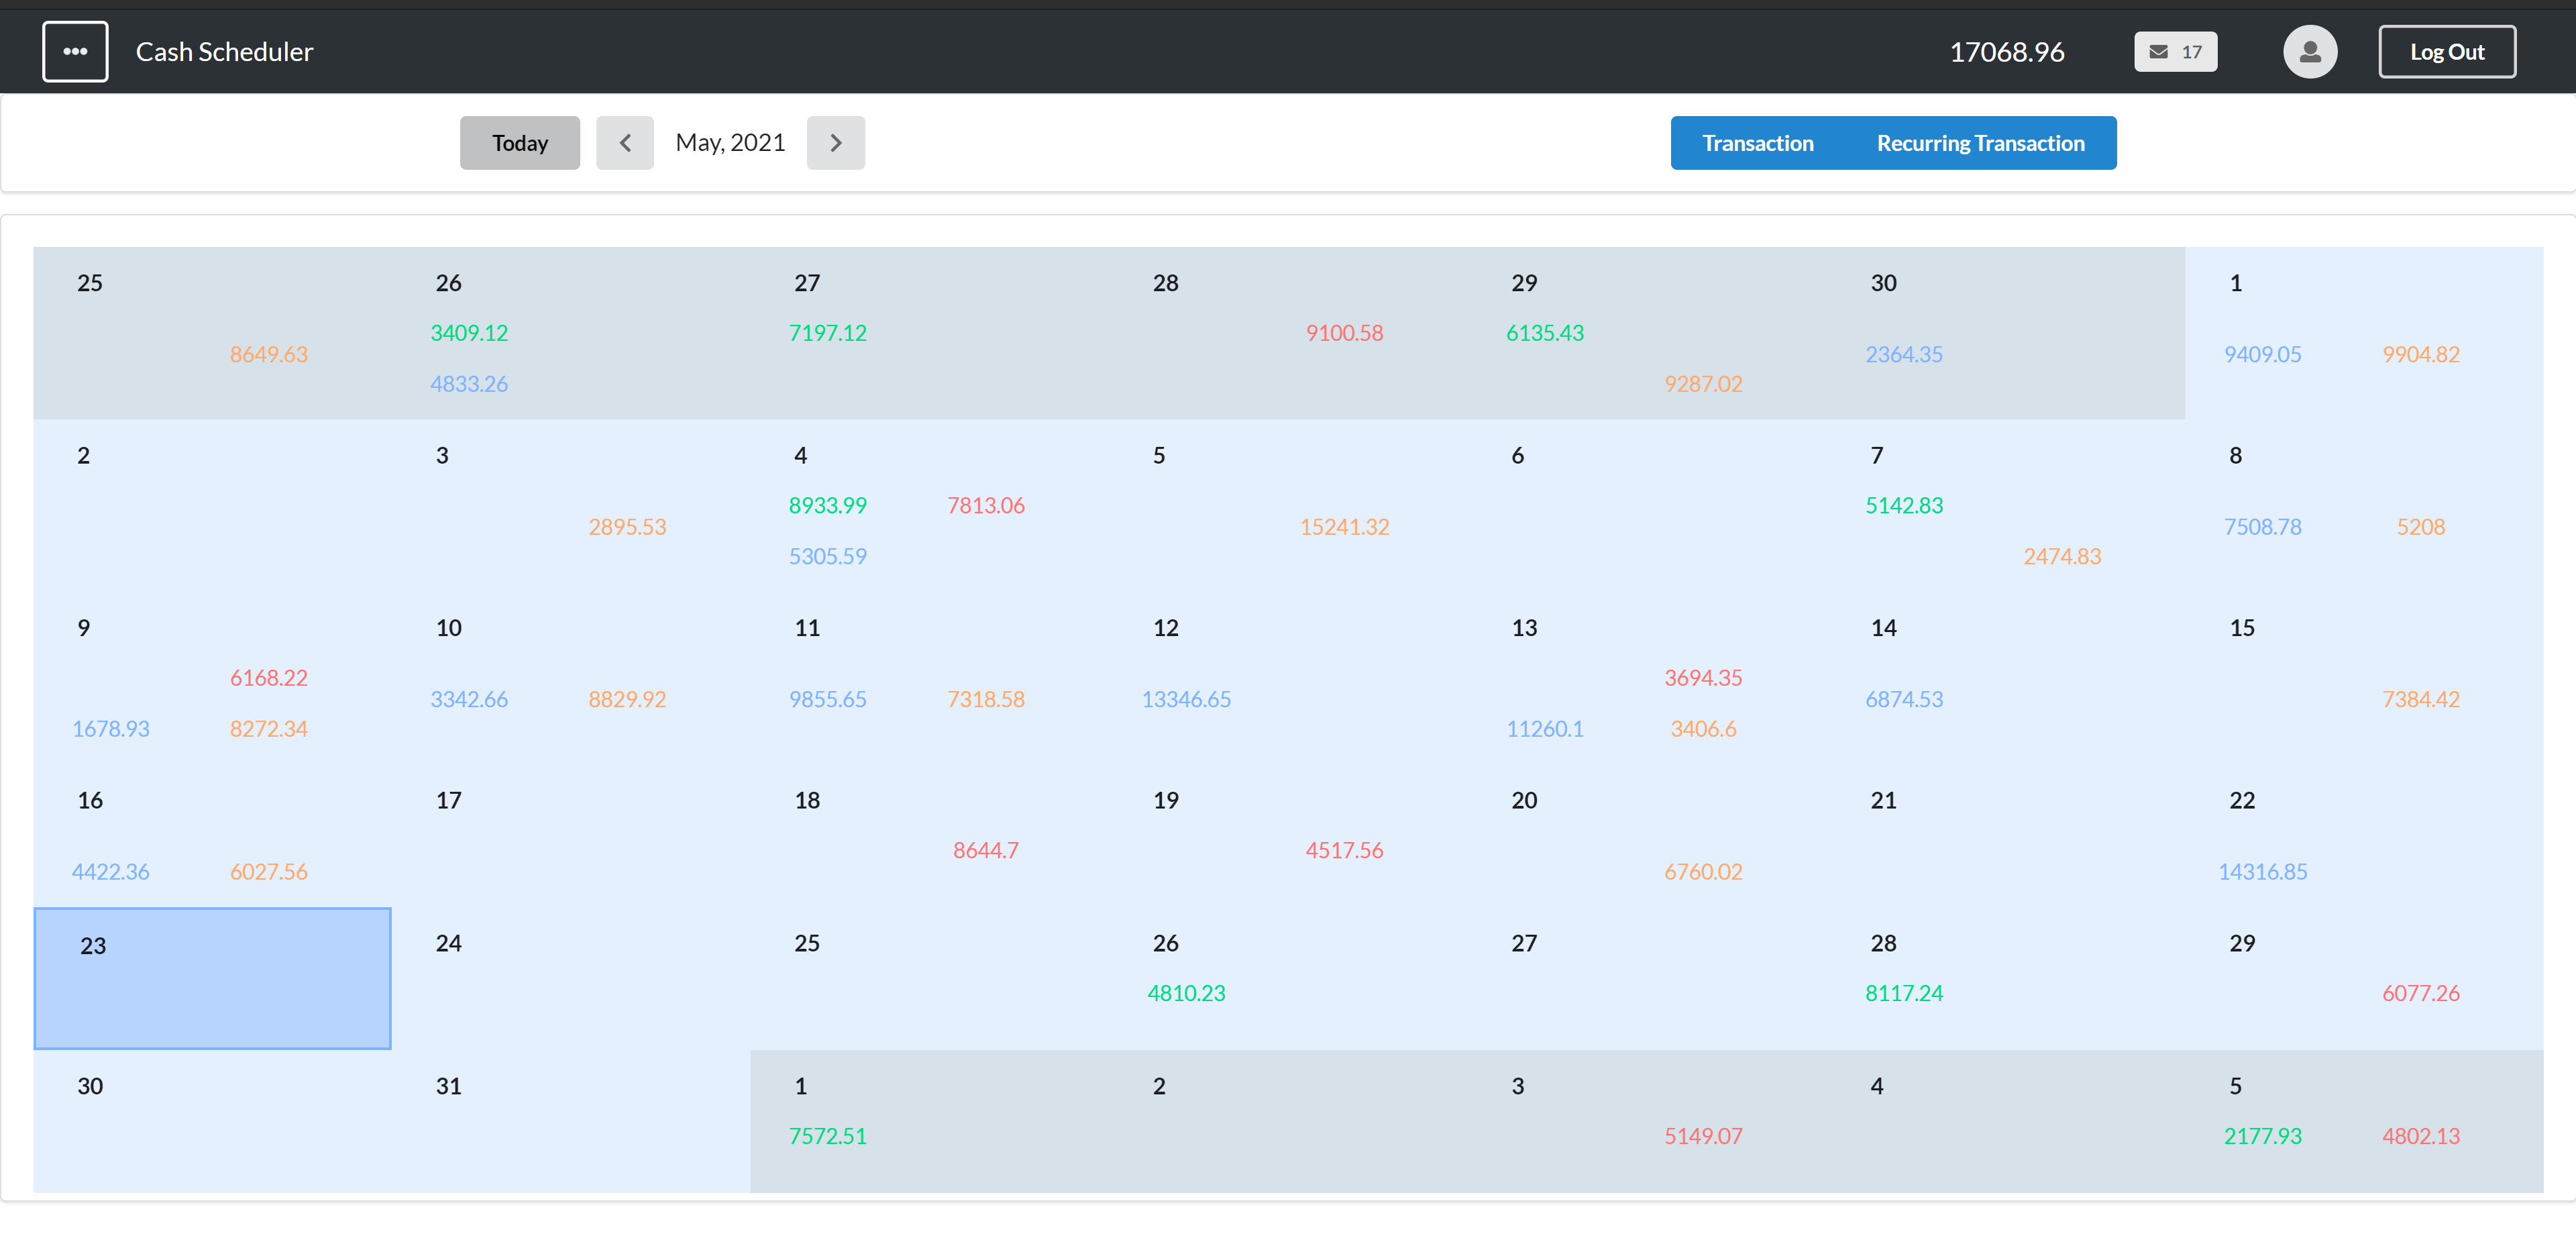 Cash Scheduler 17068.96 17 Log Out
Today May, 2021 Transaction Recurring Transaction
25 26 27 28 29 30 1
3409.12 7197.12 9100.58 6135.43
8649.63 2364.35 9409.05 9904.82
4833.26 9287.02
2 3 4 5 6 7 8
8933.99 7813.06 5142.83
2895.53 15241.32 7508.78 5208
5305.59 2474.83
9 10 11 12 13 14 15
6168.22 3694.35
3342.66 8829.92 9855.65 7318.58 13346.65 6874.53 7384.42
1678.93 8272.34 11260.1 3406.6
16 17 18 19 20 21 22
8644.7 4517.56
4422.36 6027.56 6760.02 14316.85
23 24 25 26 27 28 29
4810.23 8117.24 6077.26
30 31 1 2 3 4 5
7572.51 5149.07 2177.93 4802.13